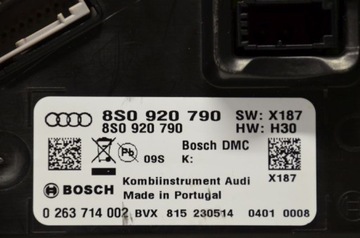 8S0 920 790 SW: X187
8S0 920 790 HW: H30
Bosch DMC
Pb 09S K:
X187
BOSCH Kombiinstrument Audi
Made in Portugal
0 263 714 002 BVX 815 230514 0401 0008